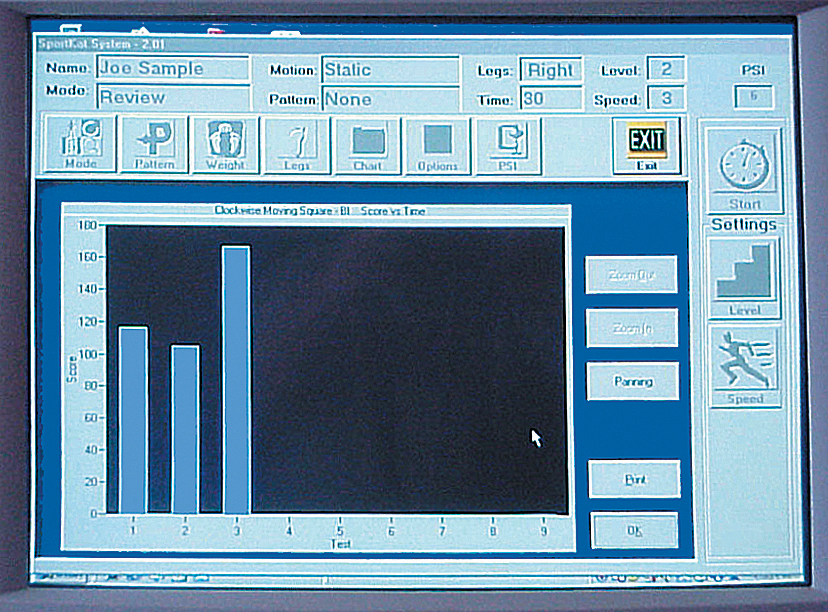 SportKat System - 2.01
Name: Joe Sample Motion: Static Legs: Right Level: 2 PSI
Mode: Review Pattern: None Time: 30 Speed: 3 6
Mode Pattern Weight Legs Chart Options PSI EXIT Exit
Start
Settings
Level
Speed
Clockwise Moving Square - BI Score vs Time
180
160
140
120
100
80
60
40
20
0
Score
1 2 3 4 5 6 7 8 9
Test
Zoom Out
Zoom In
Panning
Print
OK